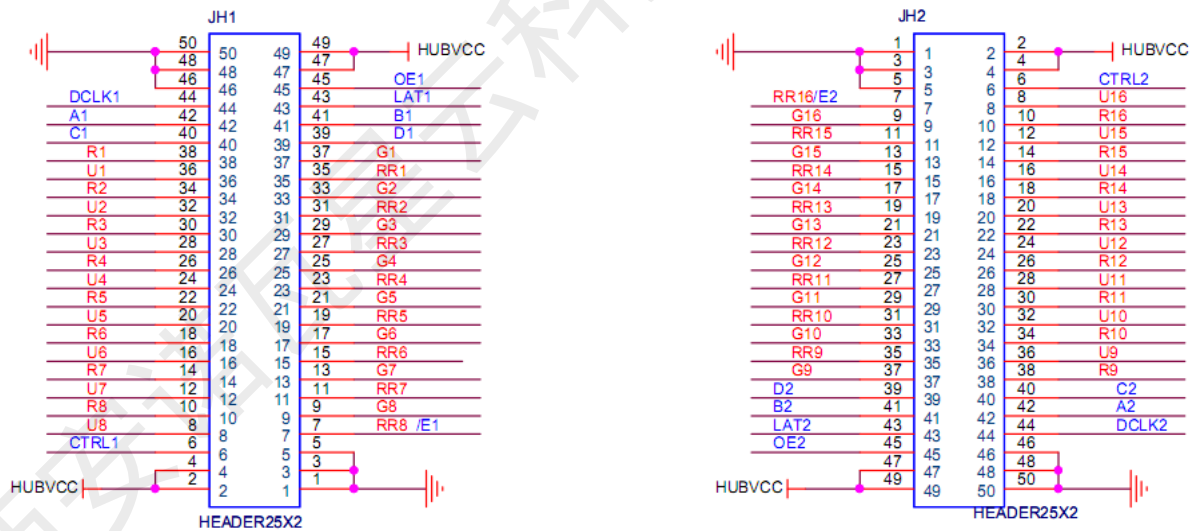 JH1
50 50 49 49 HUBVCC
48 48 47 47
46 46 45 45 OE1
DCLK1 44 44 43 43 LAT1
A1 42 42 41 41 B1
C1 40 40 39 39 D1
R1 38 38 37 37 G1
U1 36 36 35 35 RR1
R2 34 34 33 33 G2
U2 32 32 31 31 RR2
R3 30 30 29 29 G3
U3 28 28 27 27 RR3
R4 26 26 25 25 G4
U4 24 24 23 23 RR4
R5 22 22 21 21 G5
U5 20 20 19 19 RR5
R6 18 18 17 17 G6
U6 16 16 15 15 RR6
R7 14 14 13 13 G7
U7 12 12 11 11 RR7
R8 10 10 9 9 G8
U8 8 8 7 7 RR8 /E1
CTRL1 6 6 5 5
4 4 3 3
HUBVCC 2 2 1 1
HEADER25X2
JH2
1 1 2 2 HUBVCC
3 3 4 4
5 5 6 6 CTRL2
RR16/E2 7 7 8 8 U16
G16 9 9 10 10 R16
RR15 11 11 12 12 U15
G15 13 13 14 14 R15
RR14 15 15 16 16 U14
G14 17 17 18 18 R14
RR13 19 19 20 20 U13
G13 21 21 22 22 R13
RR12 23 23 24 24 U12
G12 25 25 26 26 R12
RR11 27 27 28 28 U11
G11 29 29 30 30 R11
RR10 31 31 32 32 U10
G10 33 33 34 34 R10
RR9 35 35 36 36 U9
G9 37 37 38 38 R9
D2 39 39 40 40 C2
B2 41 41 42 42 A2
LAT2 43 43 44 44 DCLK2
OE2 45 45 46 46
47 47 48 48
HUBVCC 49 49 50 50
HEADER25X2
安诺瓦星云科